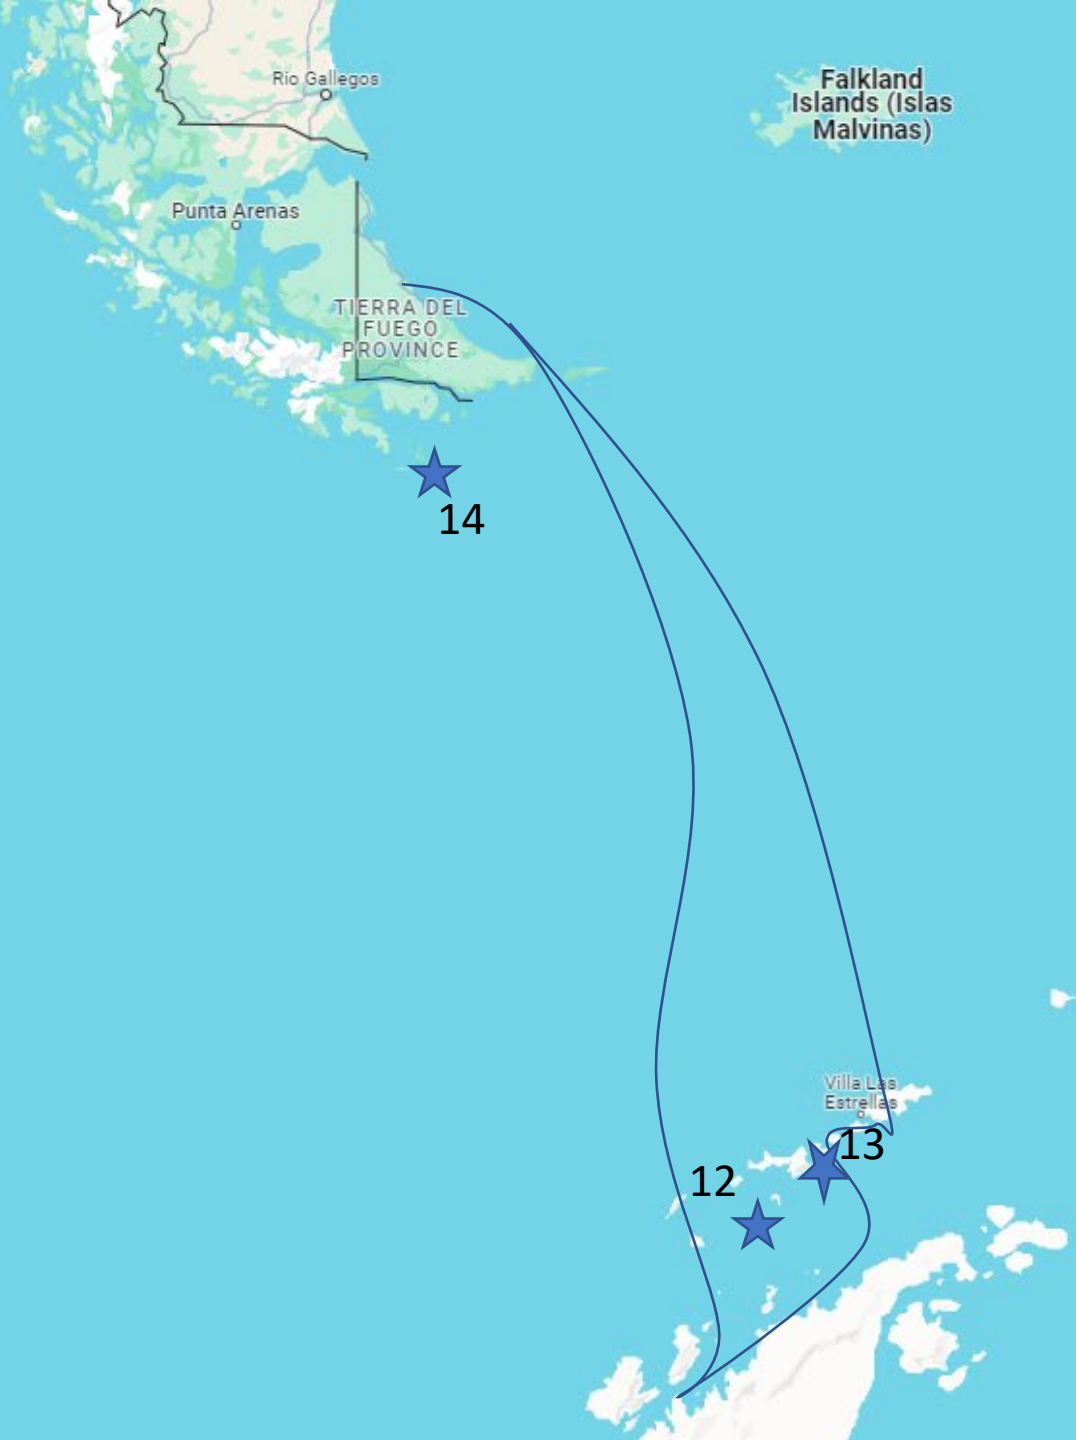 Rio Gallegos
Falkland
Islands (Islas
Malvinas)
Punta Arenas
TIERRA DEL
FUEGO
PROVINCE
14
Villa Las
Estrellas
13
12